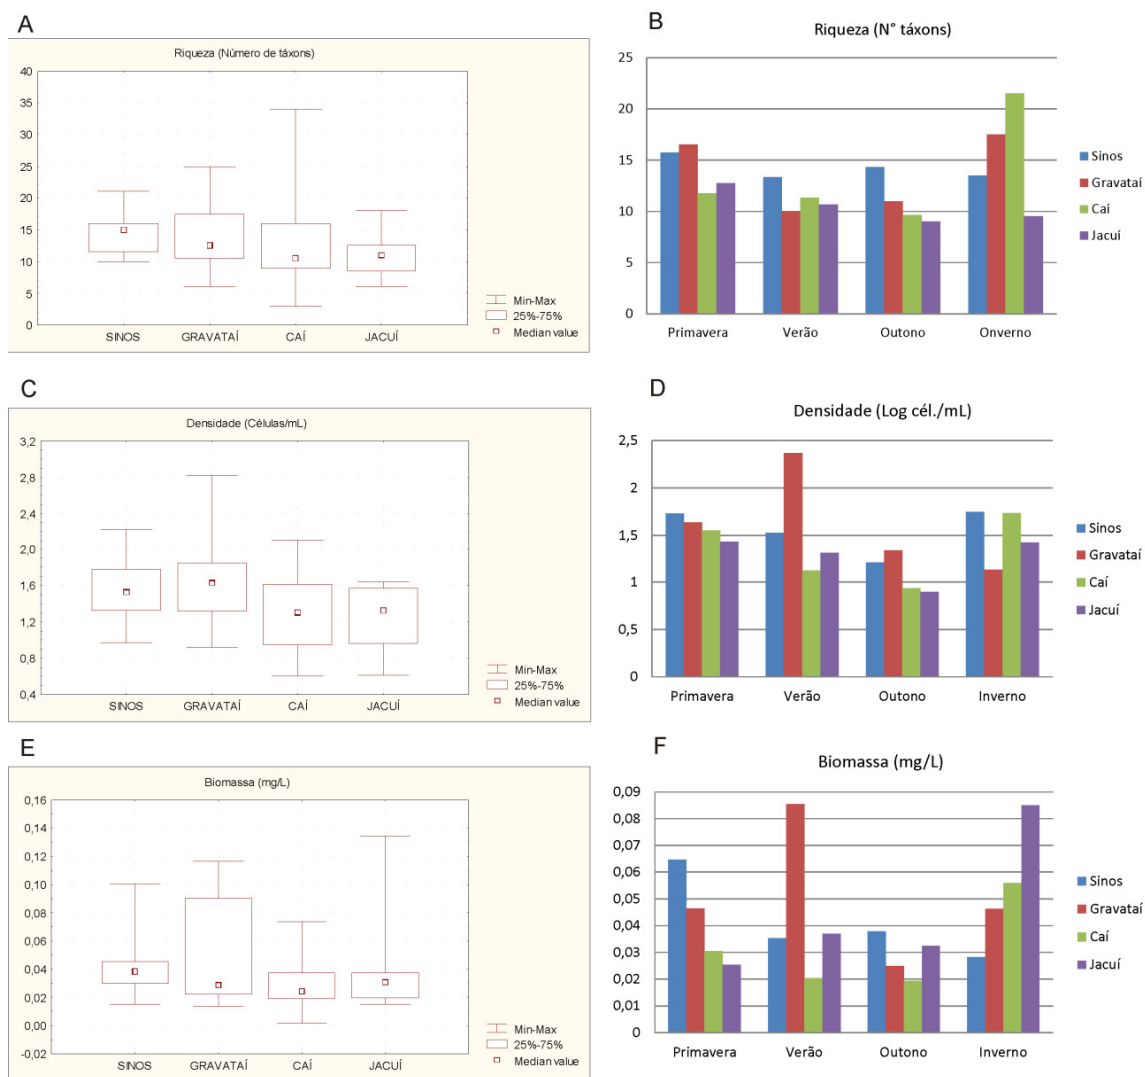 A
Riqueza (Número de táxons)
40
35
30
25
20
15
10
5
0
SINOS GRAVATAÍ CAÍ JACUÍ
Min-Max
25%-75%
Median value
B
Riqueza (N° táxons)
25
20
15
10
5
0
Primavera Verão Outono Onverno
Sinos
Gravataí
Caí
Jacuí
C
Densidade (Células/mL)
3,2
2,8
2,4
2,0
1,6
1,2
0,8
0,4
SINOS GRAVATAÍ CAÍ JACUÍ
Min-Max
25%-75%
Median value
D
Densidade (Log cél./mL)
2,5
2
1,5
1
0,5
0
Primavera Verão Outono Inverno
Sinos
Gravataí
Caí
Jacuí
E
Biomassa (mg/L)
0,16
0,14
0,12
0,10
0,08
0,06
0,04
0,02
0,00
-0,02
SINOS GRAVATAÍ CAÍ JACUÍ
Min-Max
25%-75%
Median value
F
Biomassa (mg/L)
0,09
0,08
0,07
0,06
0,05
0,04
0,03
0,02
0,01
0
Primavera Verão Outono Inverno
Sinos
Gravataí
Caí
Jacuí